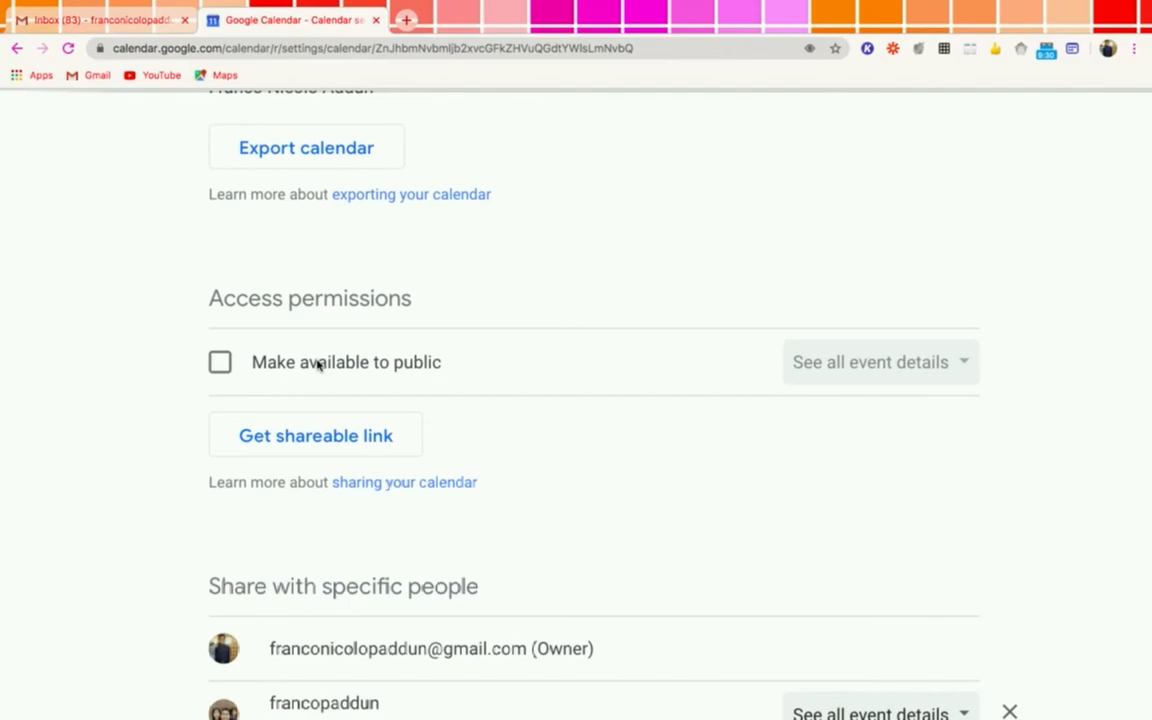 Inbox (83) - franconicolopadd
Google Calendar - Calendar se
calendar.google.com/calendar/r/settings/calendar/ZnJhbmNvbmljb2xvcGFkZHVuQGdtYWlsLmNvbQ
9:30
Apps Gmail YouTube Maps
Export calendar
Learn more about exporting your calendar
Access permissions
Make available to public
See all event details
Get shareable link
Learn more about sharing your calendar
Share with specific people
franconicolopaddun@gmail.com (Owner)
francopaddun
See all event details